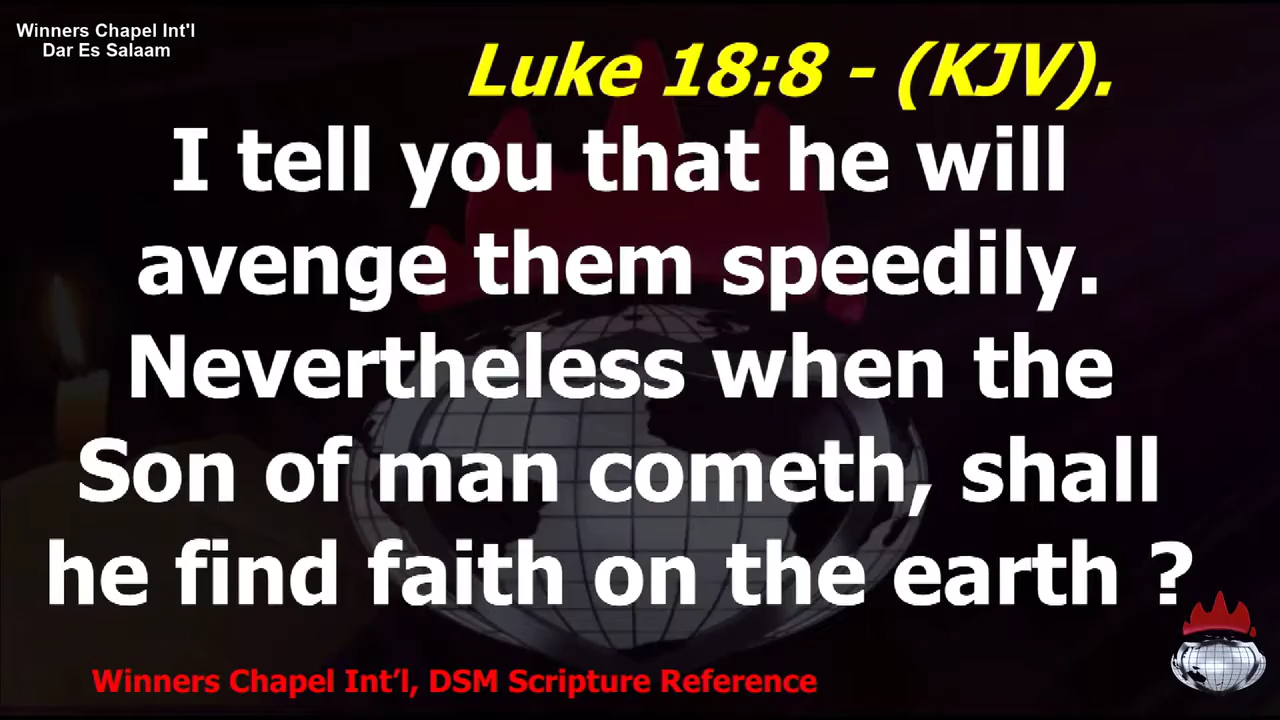 Winners Chapel Int'l
Dar Es Salaam
Luke 18:8 - (KJV).
I tell you that he will
avenge them speedily.
Nevertheless when the
Son of man cometh, shall
he find faith on the earth ?
Winners Chapel Int’l, DSM Scripture Reference